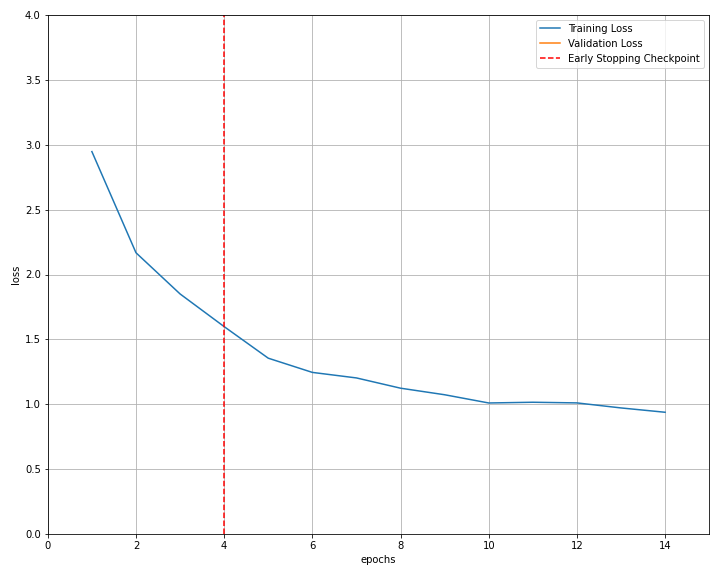 4.0
3.5
3.0
2.5
2.0
1.5
1.0
0.5
0.0
loss
0 2 4 6 8 10 12 14
epochs
Training Loss
Validation Loss
Early Stopping Checkpoint